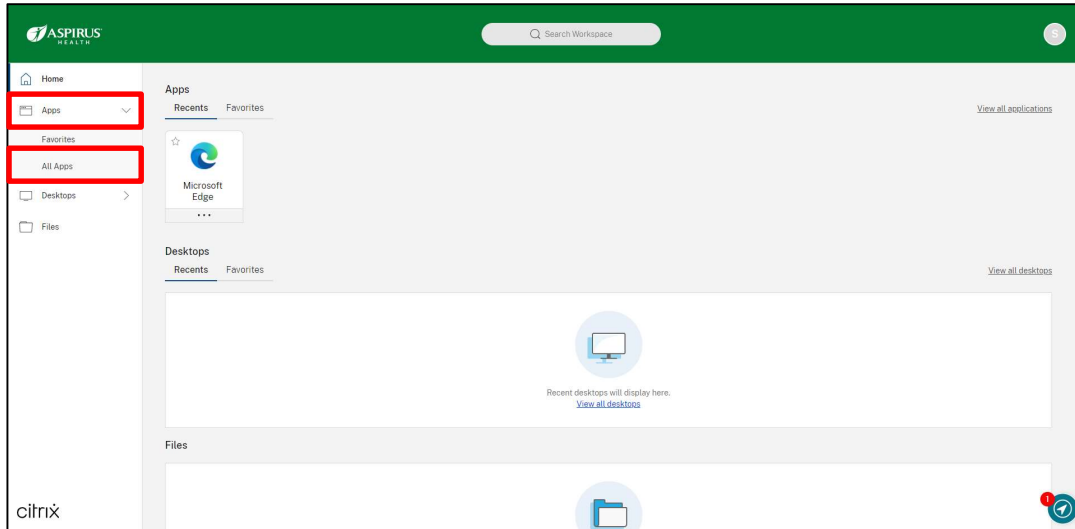 ASPIRUS
HEALTH
Search Workspace
S
Home
Apps
Favorites
All Apps
Desktops
Files
Apps
Recents Favorites
View all applications
Microsoft
Edge
Desktops
Recents Favorites
View all desktops
Recent desktops will display here.
View all desktops
Files
citrix
1